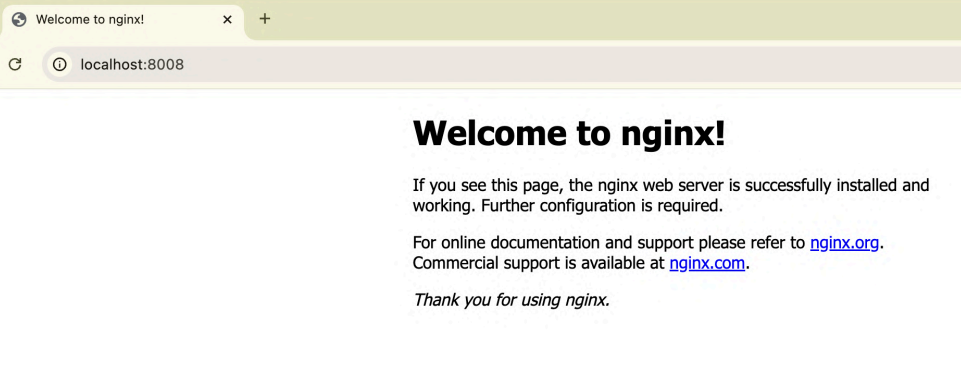 Welcome to nginx!
localhost:8008
Welcome to nginx!
If you see this page, the nginx web server is successfully installed and
working. Further configuration is required.
For online documentation and support please refer to nginx.org.
Commercial support is available at nginx.com.
Thank you for using nginx.